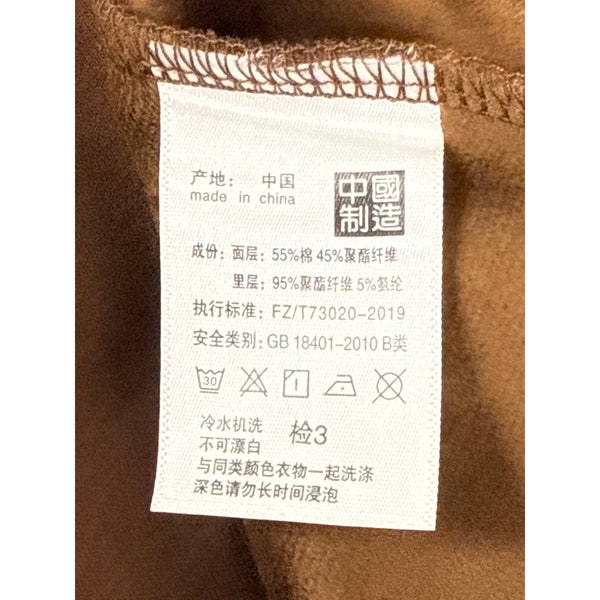 产地： 中国
made in china
中國
制造
成份：面层：55%棉 45%聚酯纤维
里层：95%聚酯纤维 5%氨纶
执行标准：FZ/T73020-2019
安全类别：GB 18401-2010 B类
30
冷水机洗
检3
不可漂白
与同类颜色衣物一起洗涤
深色请勿长时间浸泡